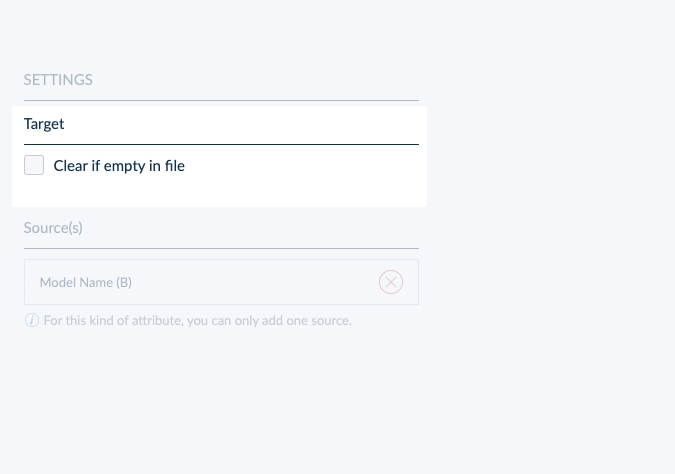 SETTINGS
Target
Clear if empty in file
Source(s)
Model Name (B)
For this kind of attribute, you can only add one source.